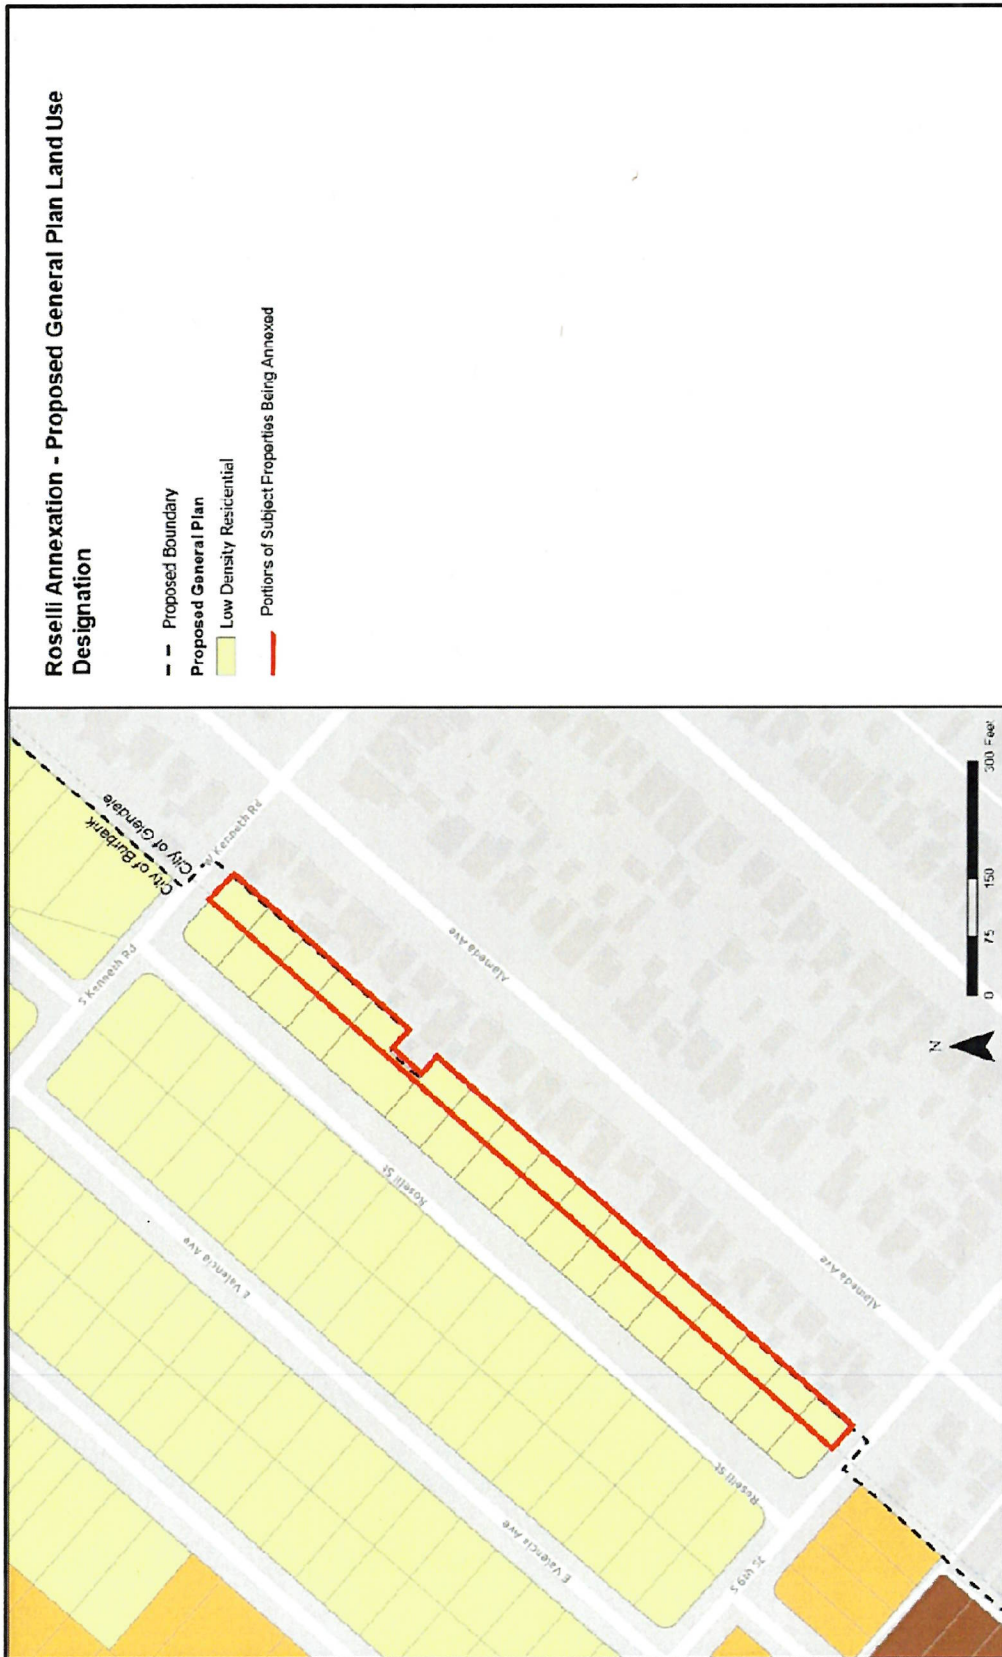 Roselli Annexation - Proposed General Plan Land Use
Designation
Proposed Boundary
Proposed General Plan
Low Density Residential
Portions of Subject Properties Being Annexed
City of Burbank
City of Glendale
W Kenneth Rd
S Kenneth Rd
Alameda Ave
Roselli St
E Valencia Ave
Alameda Ave
Roselli St
E Valencia Ave
S 6th St
N
0 75 150 300 Feet